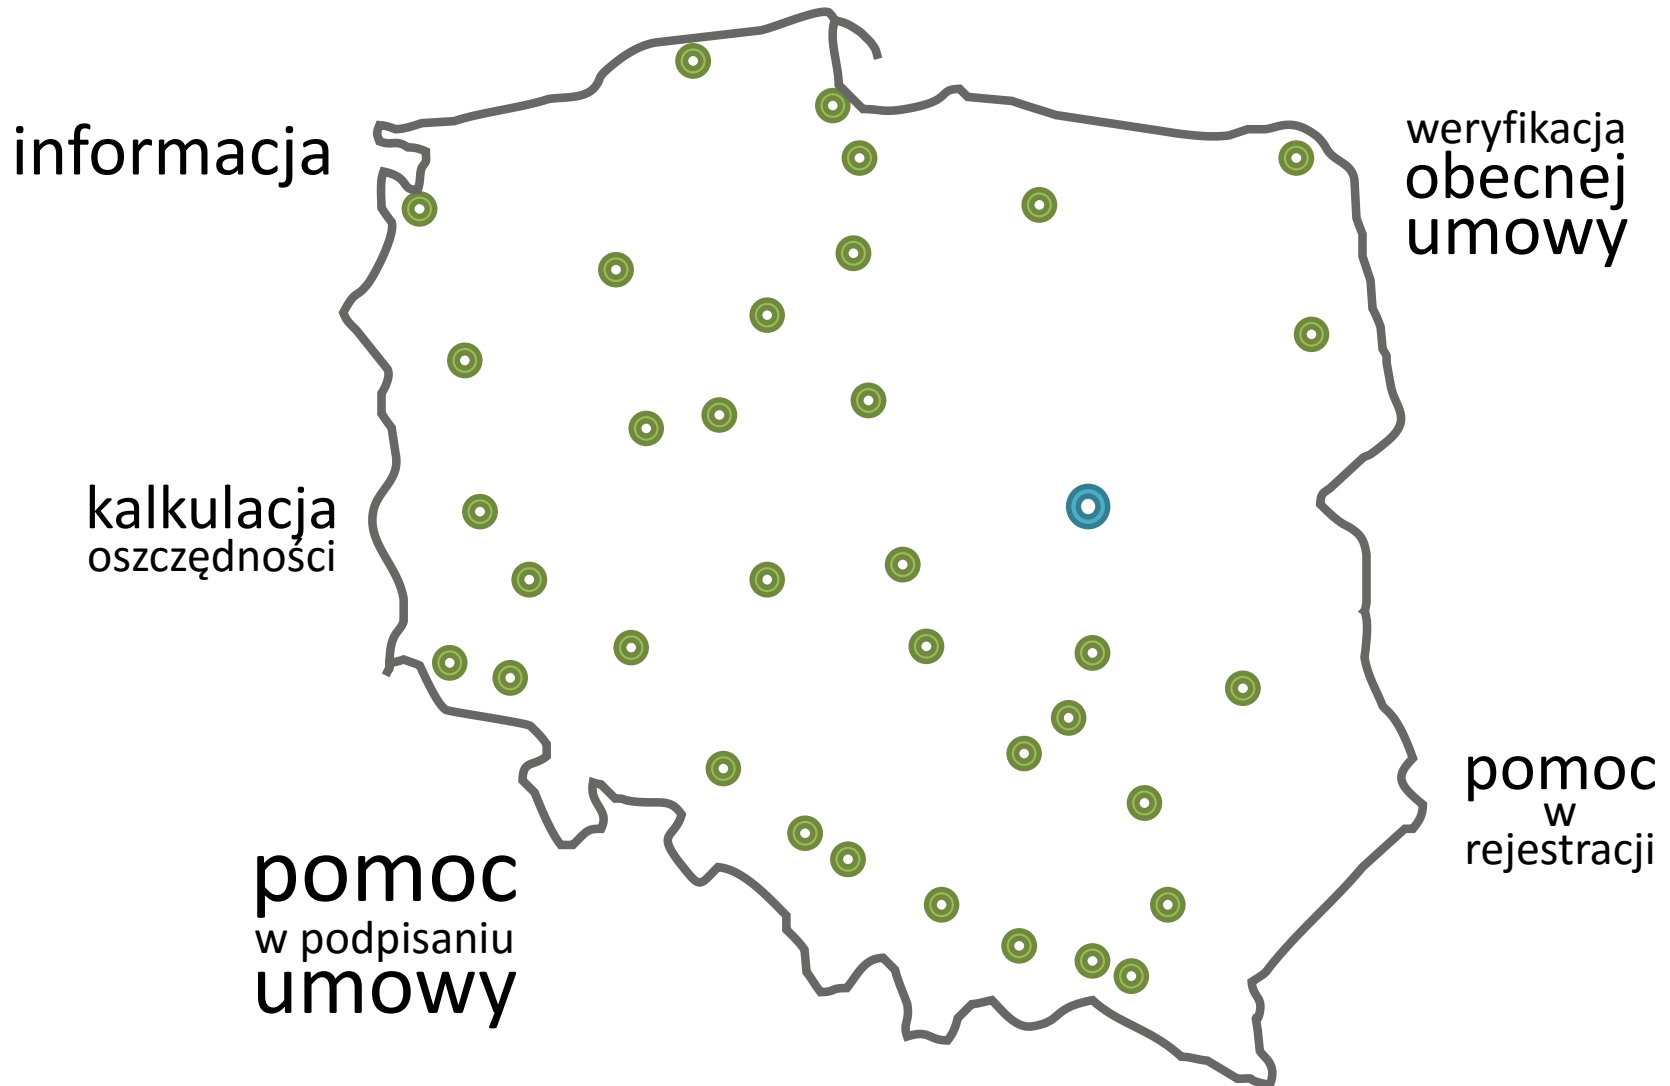 informacja
weryfikacja
obecnej
umowy
kalkulacja
oszczędności
pomoc
w
rejestracji
pomoc
w podpisaniu
umowy